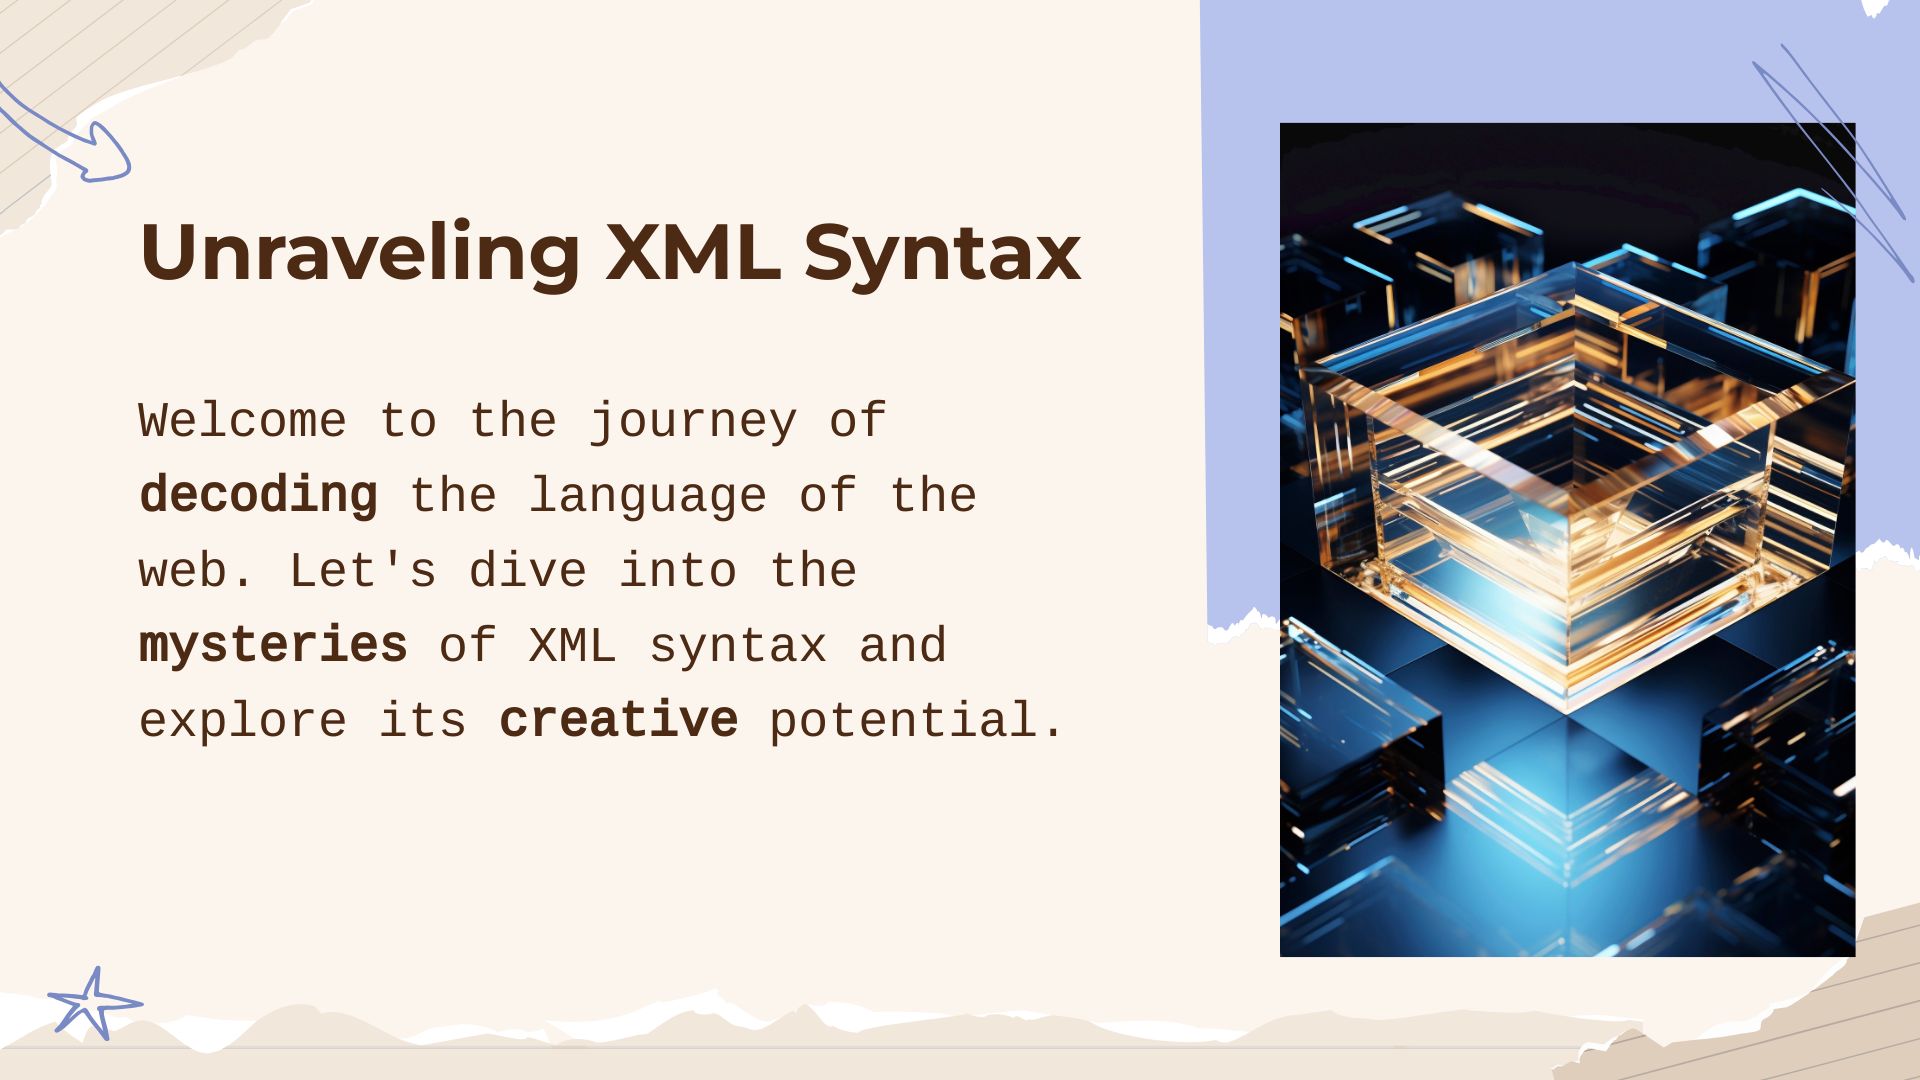 Unraveling XML Syntax
Welcome to the journey of
decoding the language of the
web. Let's dive into the
mysteries of XML syntax and
explore its creative potential.